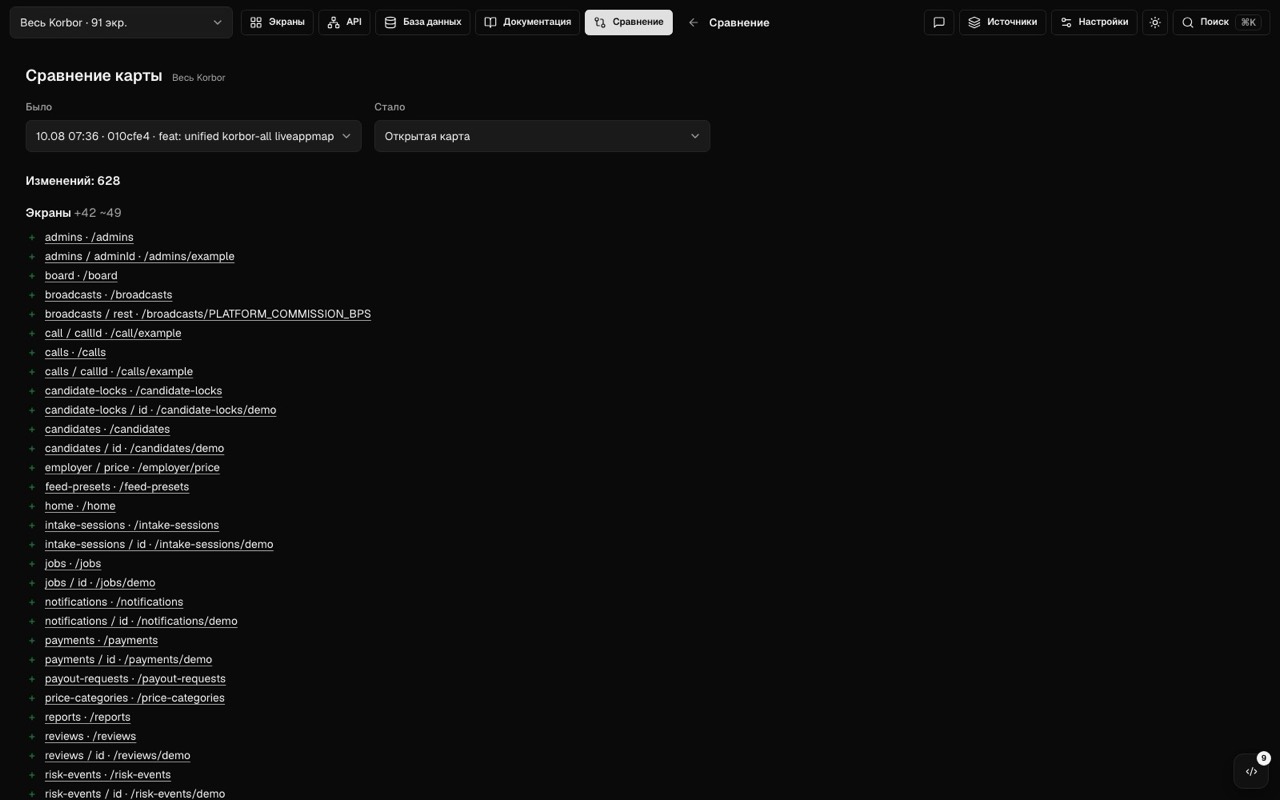 Весь Korbor · 91 экр.
Экраны
API
База данных
Документация
Сравнение
← Сравнение
Источники
Настройки
Поиск ⌘K
Сравнение карты Весь Korbor
Было
Стало
10.08 07:36 · 010cfe4 · feat: unified korbor-all liveappmap
Открытая карта
Изменений: 628
Экраны +42 ~49
+ admins · /admins
+ admins / adminId · /admins/example
+ board · /board
+ broadcasts · /broadcasts
+ broadcasts / rest · /broadcasts/PLATFORM_COMMISSION_BPS
+ call / callId · /call/example
+ calls · /calls
+ calls / callId · /calls/example
+ candidate-locks · /candidate-locks
+ candidate-locks / id · /candidate-locks/demo
+ candidates · /candidates
+ candidates / id · /candidates/demo
+ employer / price · /employer/price
+ feed-presets · /feed-presets
+ home · /home
+ intake-sessions · /intake-sessions
+ intake-sessions / id · /intake-sessions/demo
+ jobs · /jobs
+ jobs / id · /jobs/demo
+ notifications · /notifications
+ notifications / id · /notifications/demo
+ payments · /payments
+ payments / id · /payments/demo
+ payout-requests · /payout-requests
+ price-categories · /price-categories
+ reports · /reports
+ reviews · /reviews
+ reviews / id · /reviews/demo
+ risk-events · /risk-events
+ risk-events / id · /risk-events/demo
9